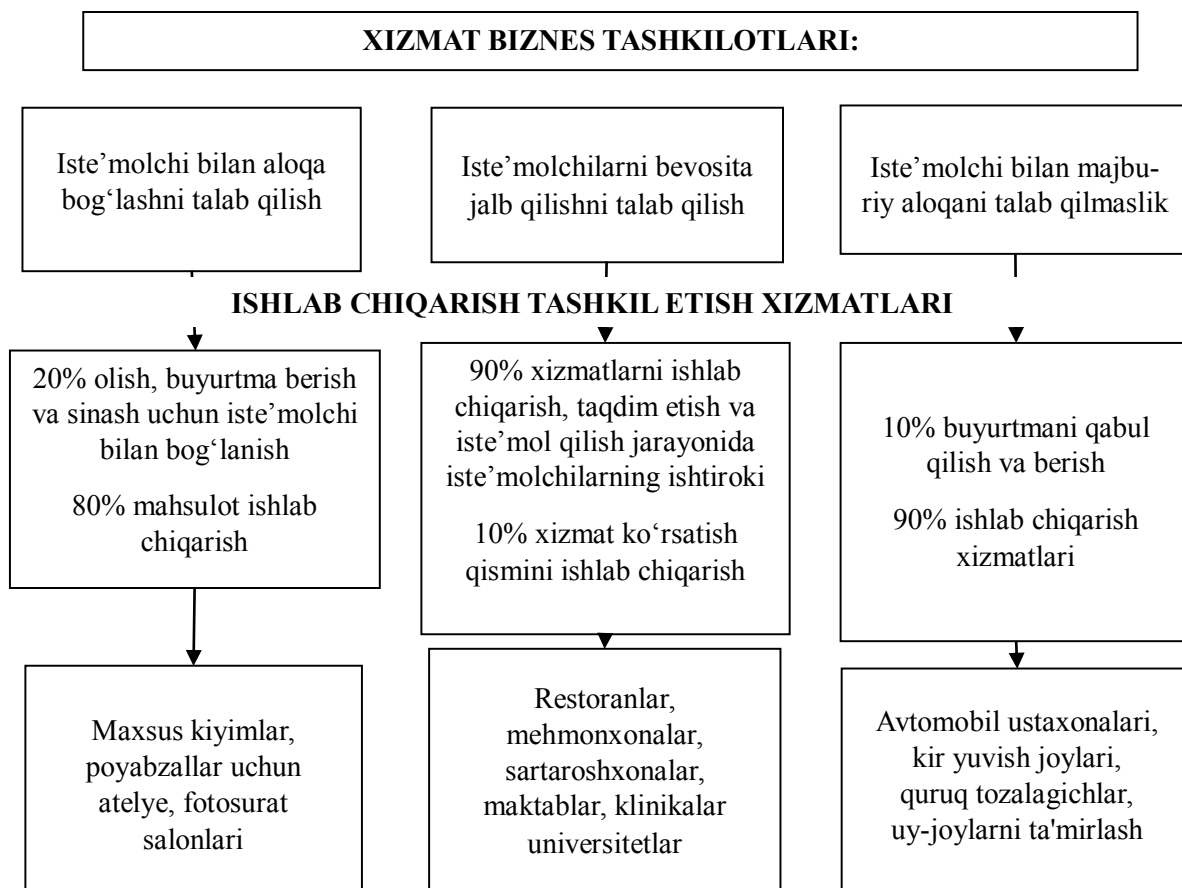 XIZMAT BIZNES TASHKILOTLARI:
Iste’molchi bilan aloqa
bog‘lashni talab qilish
Iste’molchilarni bevosita
jalb qilishni talab qilish
Iste’molchi bilan majbu-
riy aloqani talab qilmaslik
ISHLAB CHIQARISH TASHKIL ETISH XIZMATLARI
20% olish, buyurtma berish
va sinash uchun iste’molchi
bilan bog‘lanish
80% mahsulot ishlab
chiqarish
90% xizmatlarni ishlab
chiqarish, taqdim etish va
iste’mol qilish jarayonida
iste’molchilarning ishtiroki
10% xizmat ko‘rsatish
qismini ishlab chiqarish
10% buyurtmani qabul
qilish va berish
90% ishlab chiqarish
xizmatlari
Maxsus kiyimlar,
poyabzallar uchun
atelye, fotosurat
salonlari
Restoranlar,
mehmonxonalar,
sartaroshxonalar,
maktablar, klinikalar
universitetlar
Avtomobil ustaxonalari,
kir yuvish joylari,
quruq tozalagichlar,
uy-joylarni ta'mirlash